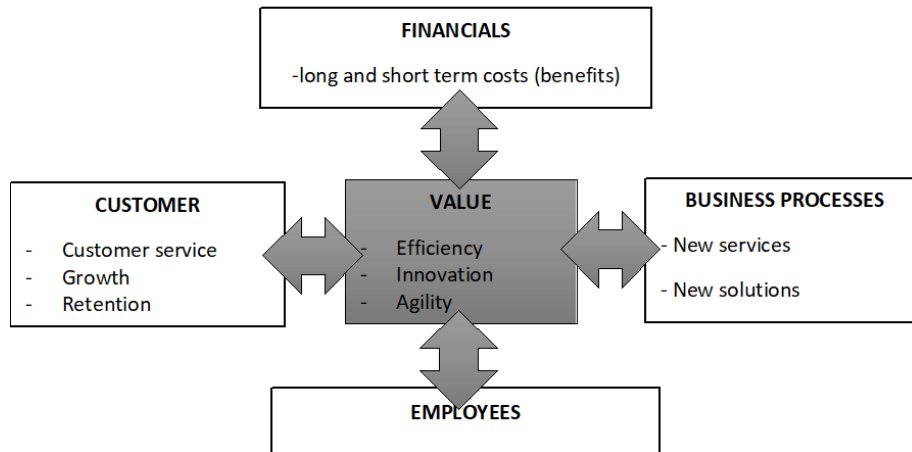 FINANCIALS
-long and short term costs (benefits)
CUSTOMER
- Customer service
- Growth
- Retention
VALUE
- Efficiency
- Innovation
- Agility
BUSINESS PROCESSES
- New services
- New solutions
EMPLOYEES